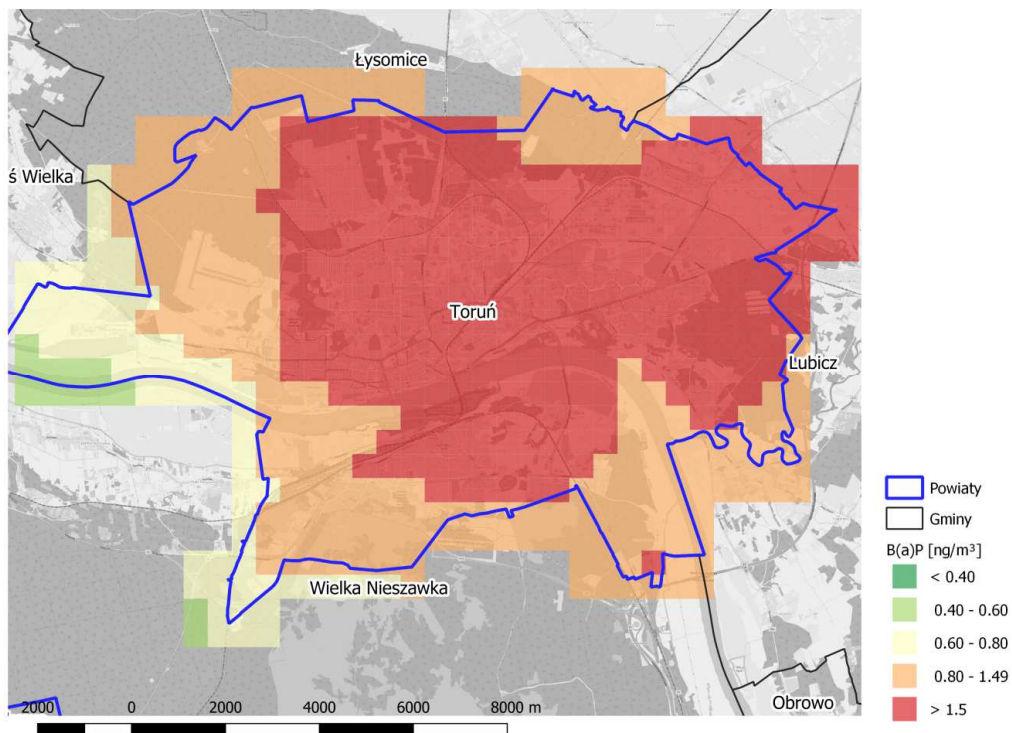 Łysomice
ś Wielka
Toruń
Lubicz
Wielka Nieszawka
Obrowo
Powiaty
Gminy
B(a)P [ng/m³]
< 0.40
0.40 - 0.60
0.60 - 0.80
0.80 - 1.49
> 1.5
2000 0 2000 4000 8000 m